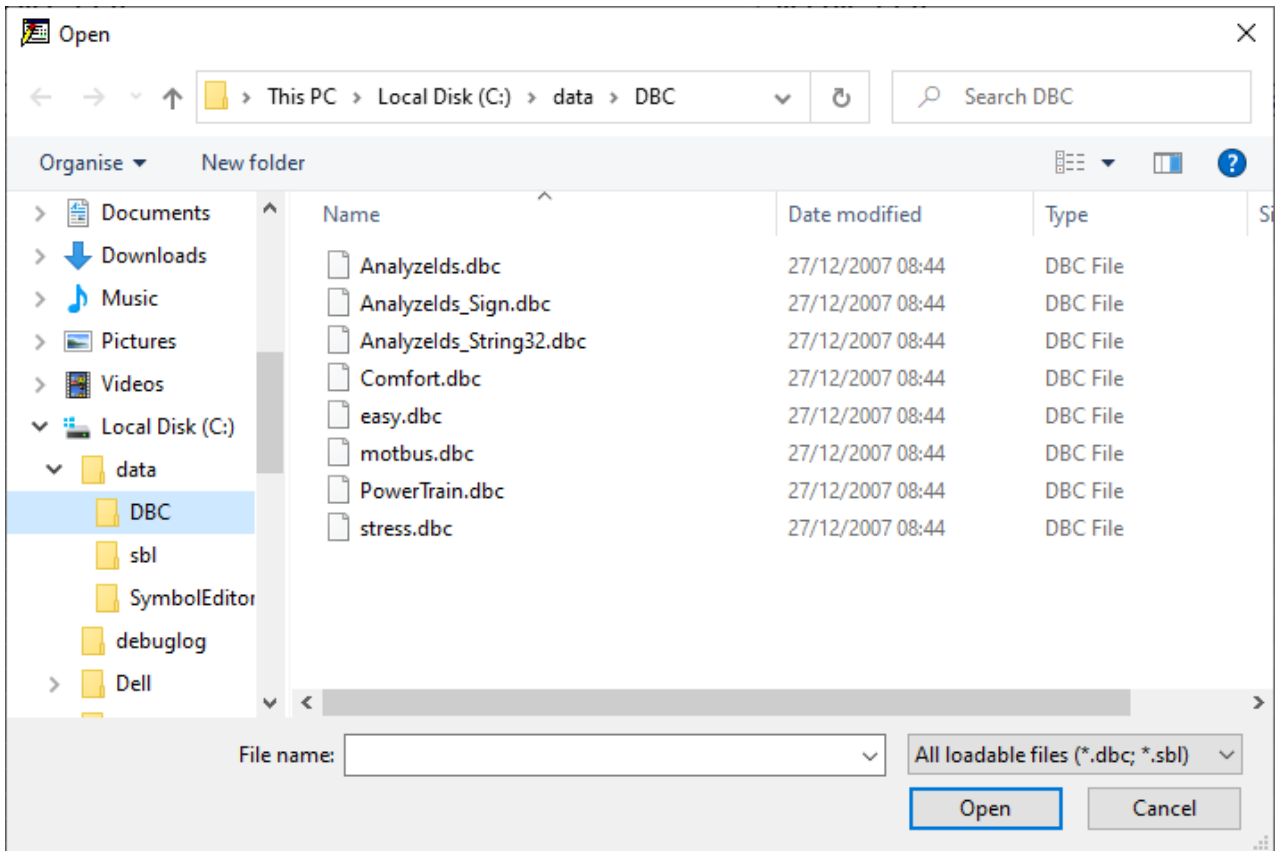 Open
This PC > Local Disk (C:) > data > DBC
Search DBC
Organise
New folder
Documents
Downloads
Music
Pictures
Videos
Local Disk (C:)
data
DBC
sbl
SymbolEditor
debuglog
Dell
Name Date modified Type Si
AnalyzeIds.dbc 27/12/2007 08:44 DBC File
AnalyzeIds_Sign.dbc 27/12/2007 08:44 DBC File
AnalyzeIds_String32.dbc 27/12/2007 08:44 DBC File
Comfort.dbc 27/12/2007 08:44 DBC File
easy.dbc 27/12/2007 08:44 DBC File
motbus.dbc 27/12/2007 08:44 DBC File
PowerTrain.dbc 27/12/2007 08:44 DBC File
stress.dbc 27/12/2007 08:44 DBC File
File name:
All loadable files (*.dbc; *.sbl)
Open
Cancel